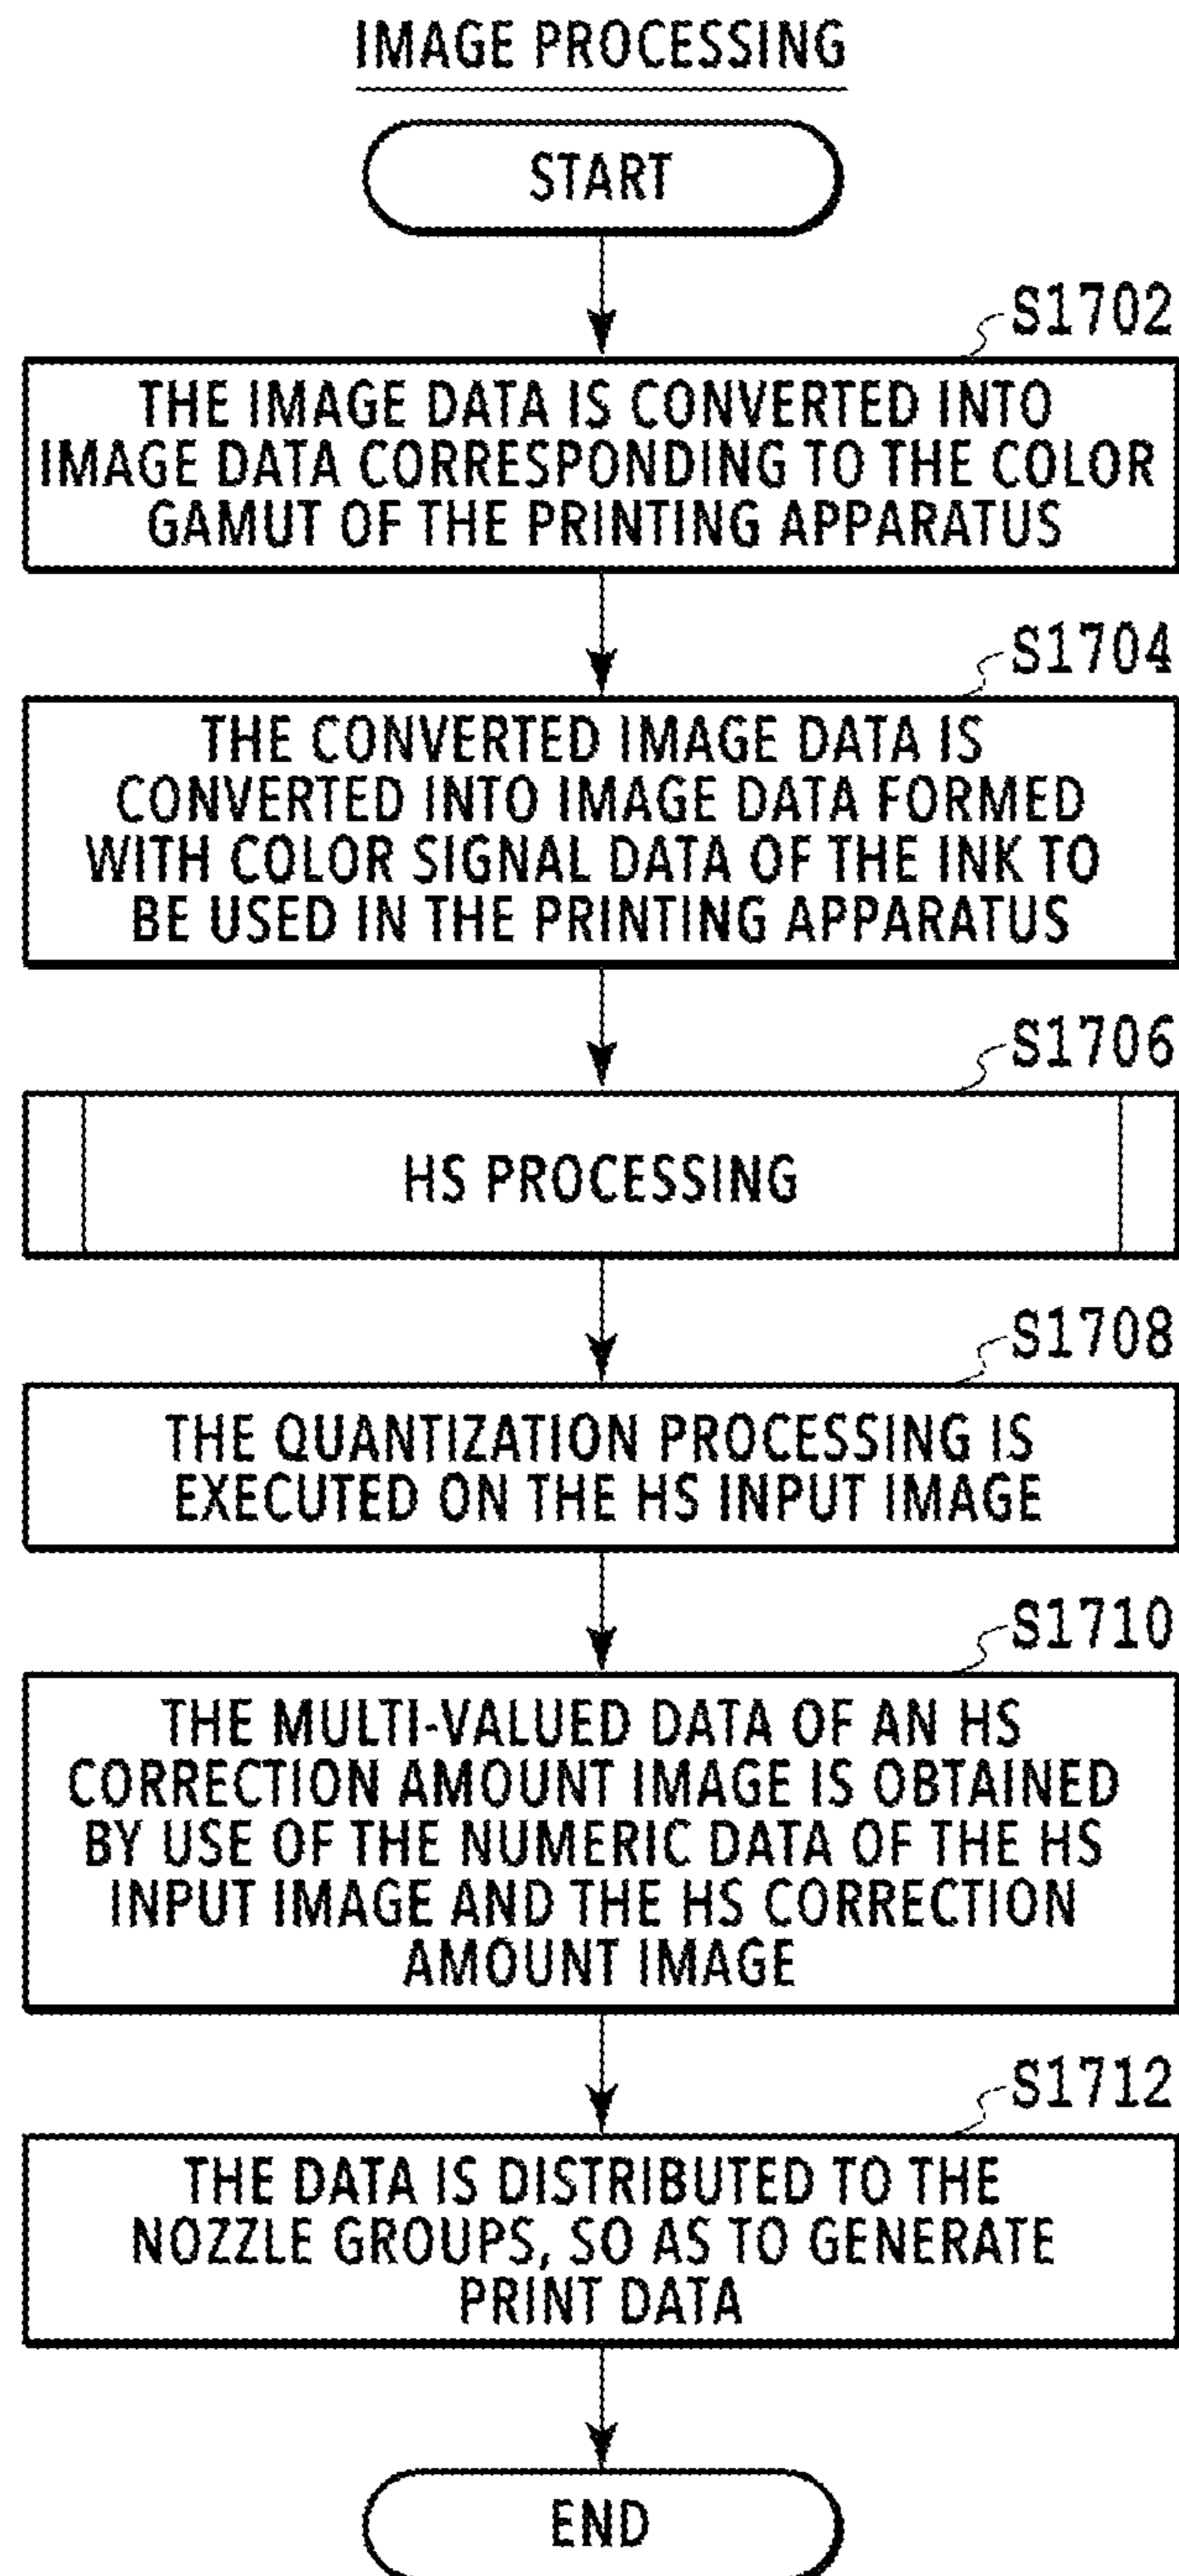 IMAGE PROCESSING
START
S1702
THE IMAGE DATA IS CONVERTED INTO
IMAGE DATA CORRESPONDING TO THE COLOR
GAMUT OF THE PRINTING APPARATUS
S1704
THE CONVERTED IMAGE DATA IS
CONVERTED INTO IMAGE DATA FORMED
WITH COLOR SIGNAL DATA OF THE INK TO
BE USED IN THE PRINTING APPARATUS
S1706
HS PROCESSING
S1708
THE QUANTIZATION PROCESSING IS
EXECUTED ON THE HS INPUT IMAGE
S1710
THE MULTI-VALUED DATA OF AN HS
CORRECTION AMOUNT IMAGE IS OBTAINED
BY USE OF THE NUMERIC DATA OF THE HS
INPUT IMAGE AND THE HS CORRECTION
AMOUNT IMAGE
S1712
THE DATA IS DISTRIBUTED TO THE
NOZZLE GROUPS, SO AS TO GENERATE
PRINT DATA
END